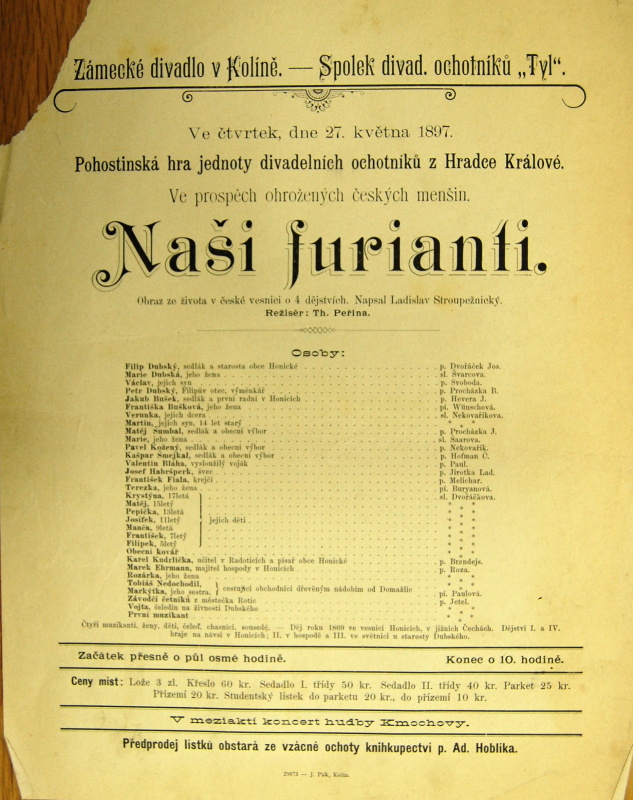 Zámecké divadlo v Kolíně. — Spolek divad. ochotníků „Tyl“.
Ve čtvrtek, dne 27. května 1897.
Pohostinská hra jednoty divadelních ochotníků z Hradce Králové.
Ve prospěch ohrožených českých menšin.
Naši furianti.
Obraz ze života v české vesnici o 4 dějstvích. Napsal Ladislav Stroupežnický.
Režisér: Th. Peřina.
Osoby:
Filip Dubský, sedlák a starosta obce Honické p. Dvořáček Jos.
Marie Dubská, jeho žena sl. Švarcova.
Václav, jejich syn p. Svoboda.
Petr Dubský, Filipův otec, výměnkář p. Procházka B.
Jakub Bušek, sedlák a první radní v Honicích p. Hevera J.
Františka Bušková, jeho žena pí. Wünschová.
Verunka, jejich dcera sl. Nekovaříkova.
Martin, jejich syn, 14 let starý * * *
Matěj Šumbal, sedlák a obecní výbor p. Procházka J.
Marie, jeho žena sl. Saarova.
Pavel Kožený, sedlák a obecní výbor p. Nekovařík.
Kašpar Šmejkal, sedlák a obecní výbor p. Hofman Č.
Valentin Bláha, vysloužilý voják p. Paul.
Josef Habršperk, švec p. Jirotka Lad.
František Fiala, krejčí p. Melichar.
Terezka, jeho žena pí. Buryanová.
Krystýna, 17letá sl. Dvořáčkova.
Matěj, 15letý * * *
Pepička, 13letá * * *
Josífek, 11letý jejich děti * * *
Manča, 9letá * * *
František, 7letý * * *
Filípek, 5letý * * *
Obecní kovář * * *
Karel Kudrlička, učitel v Radoticích a písař obce Honické p. Brzndejs.
Marek Ehrmann, majitel hospody v Honicích p. Roza.
Rozárka, jeho žena * * *
Tobiáš Nedochodil, * * *
Markýtka, jeho sestra, cestující obchodníci dřevěným nádobím od Domažlic pí. Paulová.
Závodčí četníků z městečka Rotic p. Jetel.
Vojta, čeledín na živnosti Dubského * * *
První muzikant * * *
Čtyři muzikanti, ženy, děti, čeleď, chasníci, sousedé. — Děj roku 1869 ve vesnici Honicích, v jižních Čechách. Dějství I. a IV.
hraje na návsi v Honicích; II. v hospodě a III. ve světnici u starosty Dubského.
Začátek přesně o půl osmé hodině. Konec o 10. hodině.
Ceny míst: Lože 3 zl. Křeslo 60 kr. Sedadlo I. třídy 50 kr. Sedadlo II. třídy 40 kr. Parket 25 kr.
Přízemí 20 kr. Studentský lístek do parketu 20 kr., do přízemí 10 kr.
V meziaktí koncert hudby Kmochovy.
Předprodej lístků obstará ze vzácné ochoty knihkupectví p. Ad. Hoblíka.
29873 — J. Pak, Kolín.